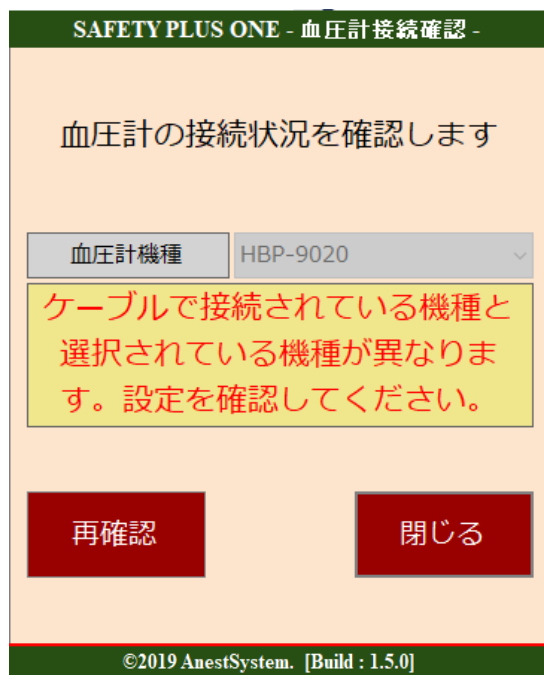 SAFETY PLUS ONE - 血圧計接続確認 -
血圧計の接続状況を確認します
血圧計機種
HBP-9020
ケーブルで接続されている機種と
選択されている機種が異なりま
す。設定を確認してください。
再確認
閉じる
©2019 AnestSystem. [Build : 1.5.0]